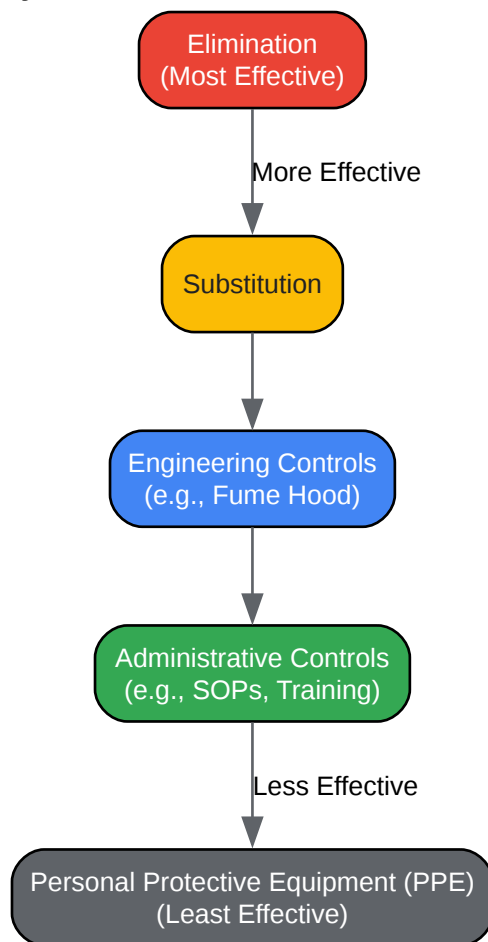 Elimination
(Most Effective)
More Effective
Substitution
Engineering Controls
(e.g., Fume Hood)
Administrative Controls
(e.g., SOPs, Training)
Less Effective
Personal Protective Equipment (PPE)
(Least Effective)